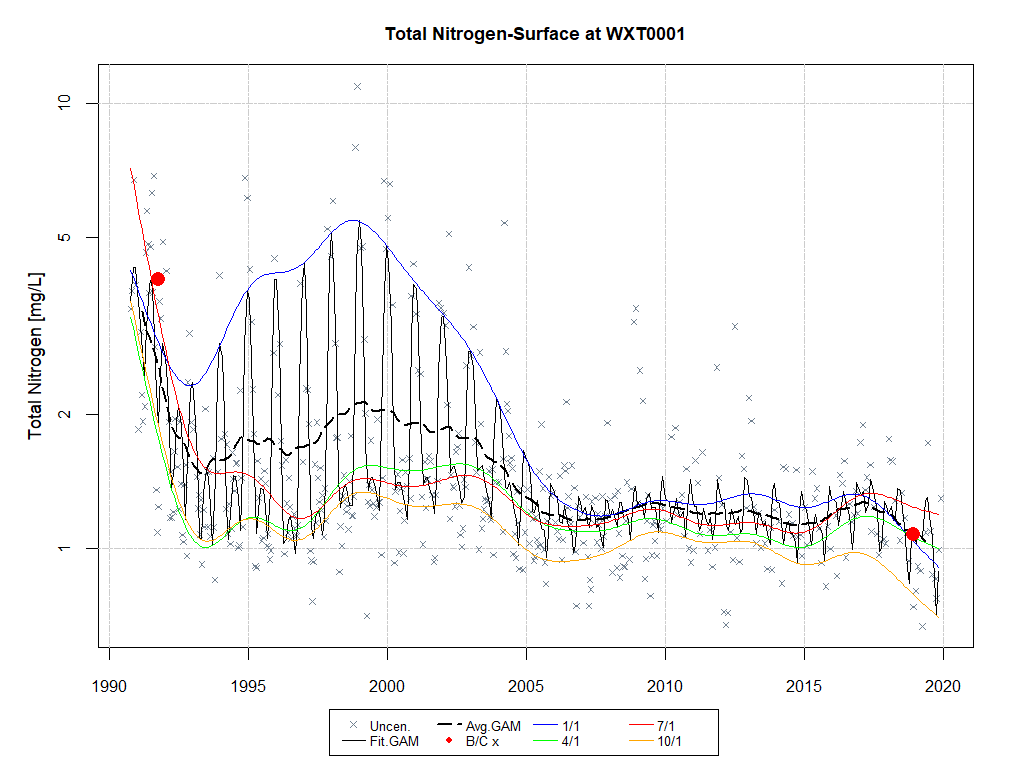 Total Nitrogen-Surface at WXT0001
Total Nitrogen [mg/L]
10
5
2
1
1990 1995 2000 2005 2010 2015 2020
Uncen. Avg.GAM 1/1 7/1
Fit.GAM B/C x 4/1 10/1